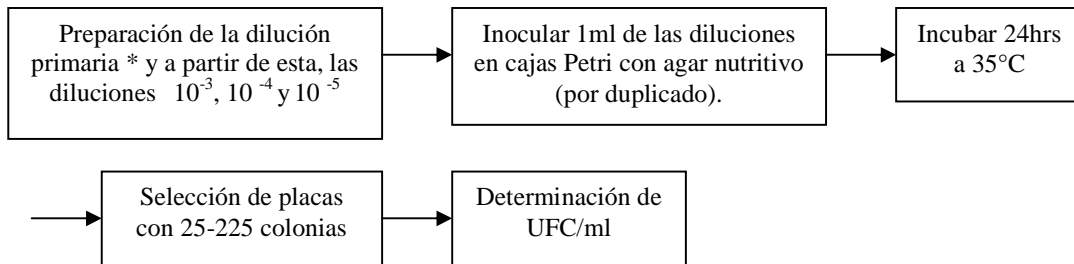 Preparación de la dilución
primaria * y a partir de esta, las
diluciones 10⁻³, 10 ⁻⁴ y 10 ⁻⁵
Inocular 1ml de las diluciones
en cajas Petri con agar nutritivo
(por duplicado).
Incubar 24hrs
a 35°C
Selección de placas
con 25-225 colonias
Determinación de
UFC/ml